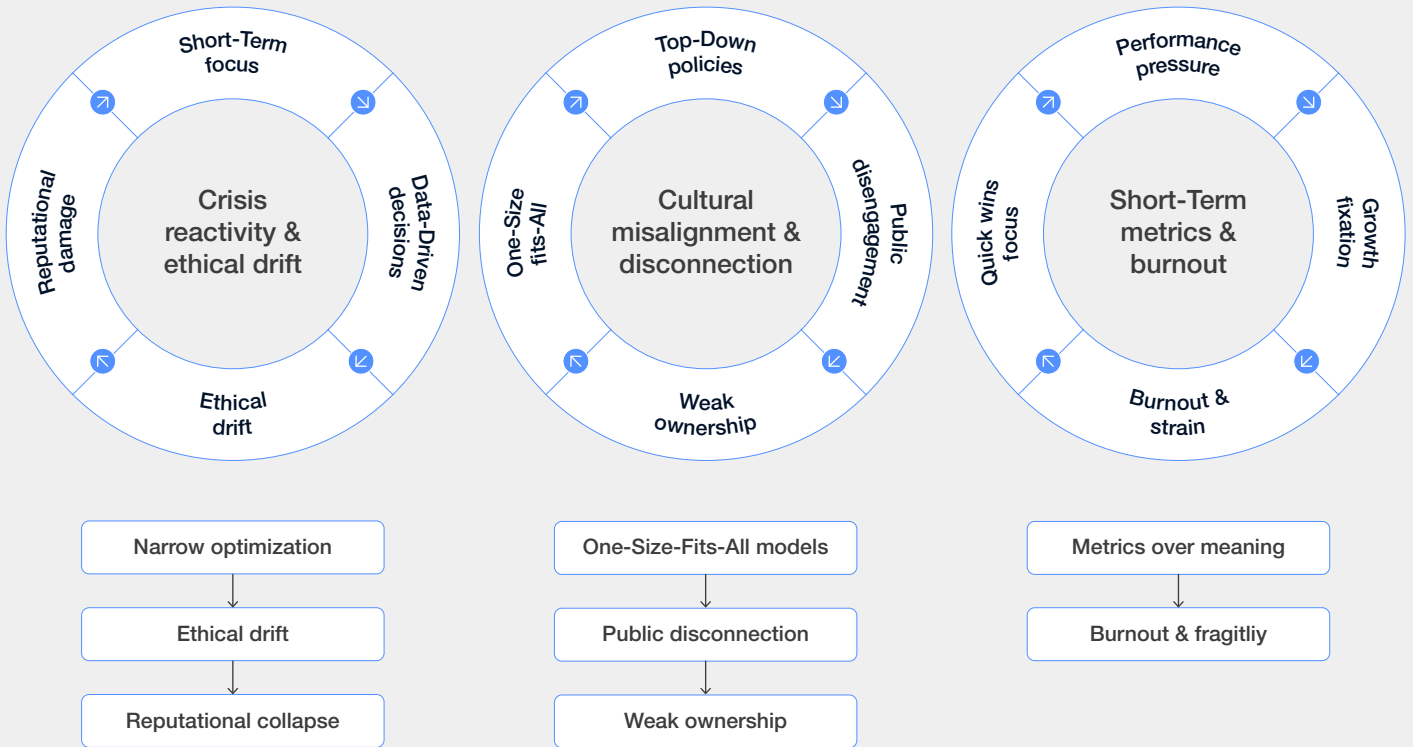 Short-Term
focus
Data-Driven
decisions
Ethical
drift
Reputational
damage
Crisis
reactivity &
ethical drift
Top-Down
policies
Public
disengagement
Weak
ownership
One-Size
fits-All
Cultural
misalignment &
disconnection
Performance
pressure
Growth
fixation
Burnout &
strain
Quick wins
focus
Short-Term
metrics &
burnout
Narrow optimization
Ethical drift
Reputational collapse
One-Size-Fits-All models
Public disconnection
Weak ownership
Metrics over meaning
Burnout & fragitliy